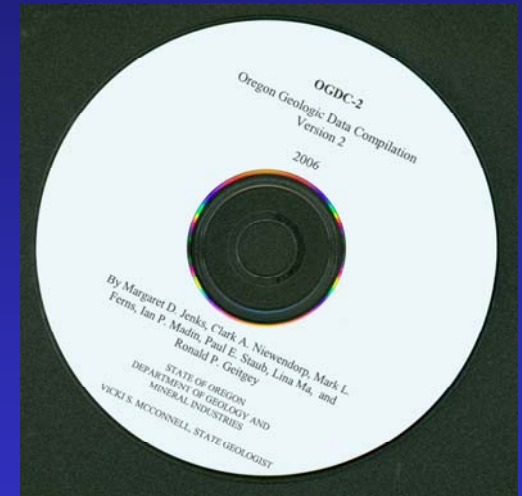 OGDC-2
Oregon Geologic Data Compilation
Version 2
2006
By Margaret D. Jenks, Clark A. Niewendorp, Mark L.
Ferns, Ian P. Madin, Paul E. Staub, Lina Ma, and
Ronald P. Geitgey
STATE OF OREGON
DEPARTMENT OF GEOLOGY AND
MINERAL INDUSTRIES
VICKI S. MCCONNELL, STATE GEOLOGIST